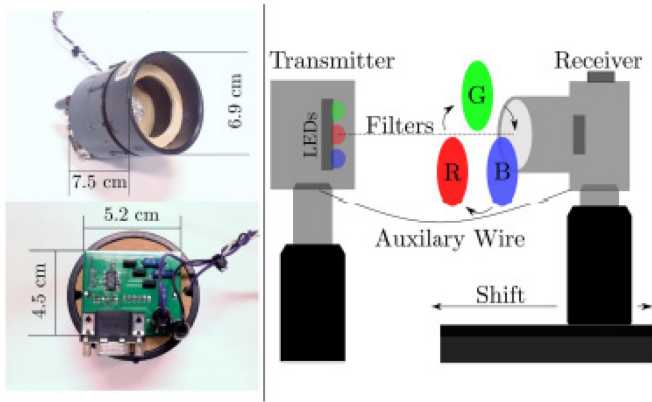 6.9 cm
7.5 cm
5.2 cm
4.5 cm
Transmitter
Receiver
LEDs
Filters
G
R
B
Auxilary Wire
Shift